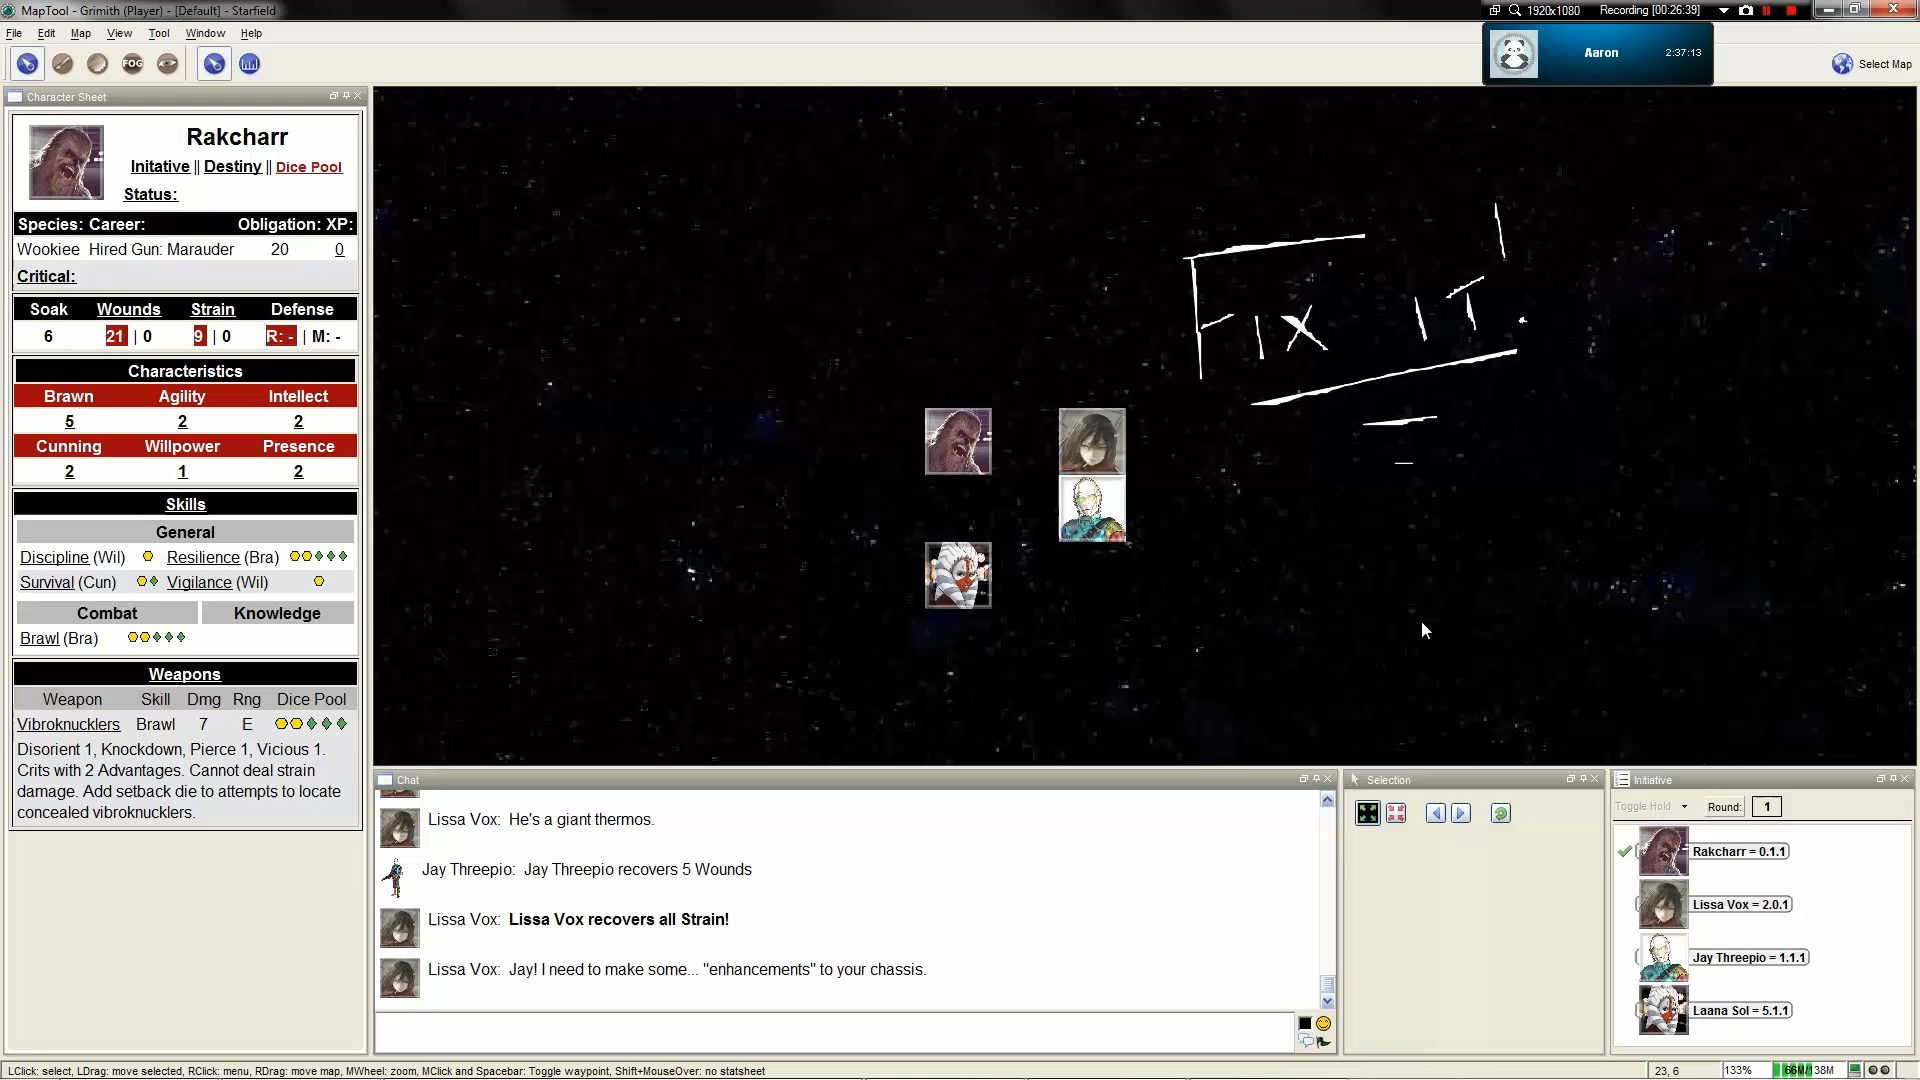 MapTool - Grimith (Player) - [Default] - Starfield
1920x1080 Recording [00:26:39]
File Edit Map View Tool Window Help
FOG
Aaron 2:37:13
Select Map
Character Sheet
Rakcharr
Initative || Destiny || Dice Pool
Status:
Species: Career: Obligation: XP:
Wookiee Hired Gun: Marauder 20 0
Critical:
Soak Wounds Strain Defense
6 21 | 0 9 | 0 R: - | M: -
Characteristics
Brawn Agility Intellect
5 2 2
Cunning Willpower Presence
2 1 2
Skills
General
Discipline (Wil) Resilience (Bra)
Survival (Cun) Vigilance (Wil)
Combat Knowledge
Brawl (Bra)
Weapons
Weapon Skill Dmg Rng Dice Pool
Vibroknucklers Brawl 7 E
Disorient 1, Knockdown, Pierce 1, Vicious 1.
Crits with 2 Advantages. Cannot deal strain
damage. Add setback die to attempts to locate
concealed vibroknucklers.
FIX IT!
Chat
Lissa Vox: He's a giant thermos.
Jay Threepio: Jay Threepio recovers 5 Wounds
Lissa Vox: Lissa Vox recovers all Strain!
Lissa Vox: Jay! I need to make some... "enhancements" to your chassis.
Selection
Initiative
Toggle Hold Round: 1
Rakcharr = 0.1.1
Lissa Vox = 2.0.1
Jay Threepio = 1.1.1
Laana Sol = 5.1.1
LClick: select, LDrag: move selected, RClick: menu, RDrag: move map, MWheel: zoom, MClick and Spacebar: Toggle waypoint, Shift+MouseOver: no statsheet
23, 6 133% 66M/138M